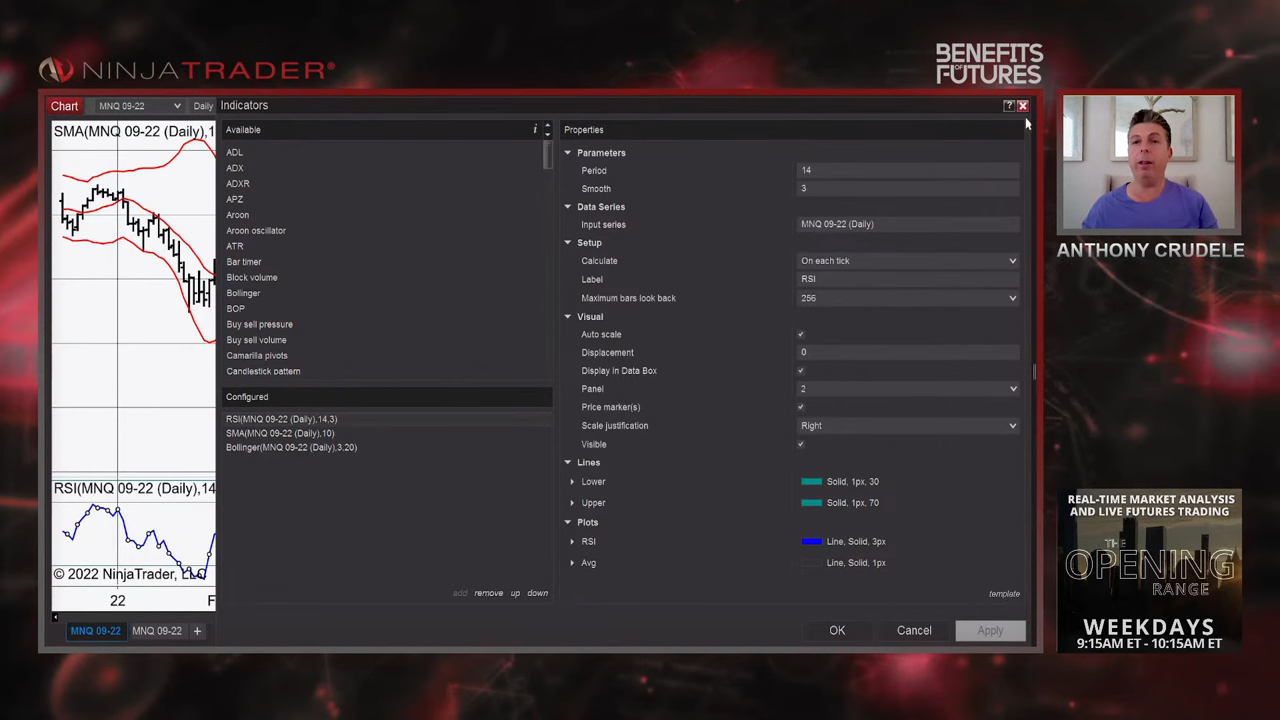 NINJATRADER®
BENEFITS
OF
FUTURES
Chart
MNQ 09-22
Daily
Indicators
?
SMA(MNQ 09-22 (Daily),1
Available
i
ADL
ADX
ADXR
APZ
Aroon
Aroon oscillator
ATR
Bar timer
Block volume
Bollinger
BOP
Buy sell pressure
Buy sell volume
Camarilla pivots
Candlestick pattern
Configured
RSI(MNQ 09-22 (Daily),14,3)
SMA(MNQ 09-22 (Daily),10)
Bollinger(MNQ 09-22 (Daily),3,20)
add remove up down
Properties
Parameters
Period 14
Smooth 3
Data Series
Input series MNQ 09-22 (Daily)
Setup
Calculate On each tick
Label RSI
Maximum bars look back 256
Visual
Auto scale
Displacement 0
Display in Data Box
Panel 2
Price marker(s)
Scale justification Right
Visible
Lines
Lower Solid, 1px, 30
Upper Solid, 1px, 70
Plots
RSI Line, Solid, 3px
Avg Line, Solid, 1px
template
OK Cancel Apply
RSI(MNQ 09-22 (Daily),14
© 2022 NinjaTrader, LLC
22 F
MNQ 09-22 MNQ 09-22 +
ANTHONY CRUDELE
REAL-TIME MARKET ANALYSIS
AND LIVE FUTURES TRADING
THE
OPENING
RANGE
WEEKDAYS
9:15AM ET - 10:15AM ET